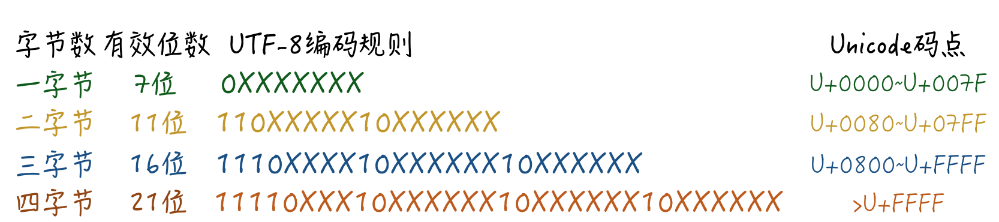 字节数 有效位数 UTF-8编码规则 Unicode码点
一字节 7位 0XXXXXXX U+0000~U+007F
二字节 11位 110XXXXX10XXXXXX U+0080~U+07FF
三字节 16位 1110XXXX10XXXXXX10XXXXXX U+0800~U+FFFF
四字节 21位 11110XXX10XXXXXX10XXXXXX10XXXXXX >U+FFFF